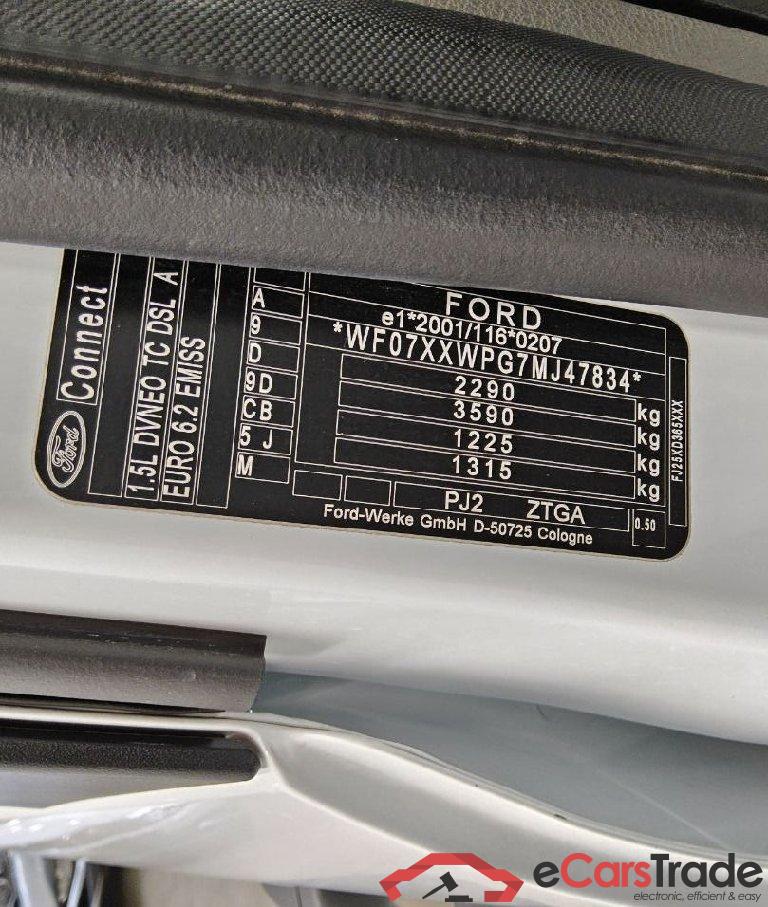 FORD
e1*2001/116*0207
*WF07XXWPG7MJ47834*
2290 kg
3590 kg
1225 kg
1315 kg
PJ2 ZTGA 0.50
Ford-Werke GmbH D-50725 Cologne
A
9
D
9D
CB
5 J
M
Ford Connect
1.5L DVNEO TC DSL A
EURO 6.2 EMISS
FJ25XD365XXX
eCarsTrade
electronic, efficient & easy